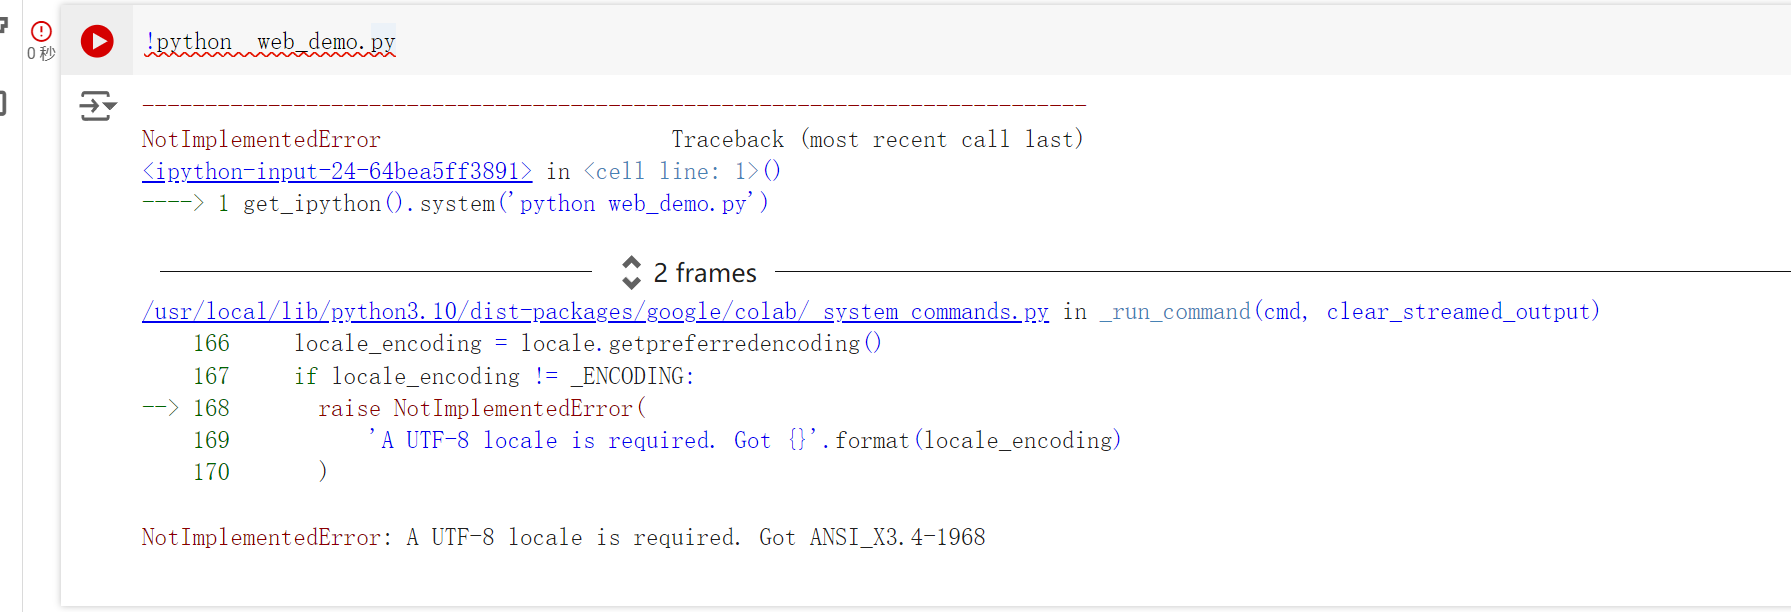 0 秒
!python  web_demo.py
---------------------------------------------------------------------------
NotImplementedError                       Traceback (most recent call last)
<ipython-input-24-64bea5ff3891> in <cell line: 1>()
----> 1 get_ipython().system('python web_demo.py')
2 frames
/usr/local/lib/python3.10/dist-packages/google/colab/_system_commands.py in _run_command(cmd, clear_streamed_output)
    166     locale_encoding = locale.getpreferredencoding()
    167     if locale_encoding != _ENCODING:
--> 168       raise NotImplementedError(
    169           'A UTF-8 locale is required. Got {}'.format(locale_encoding)
    170       )
NotImplementedError: A UTF-8 locale is required. Got ANSI_X3.4-1968